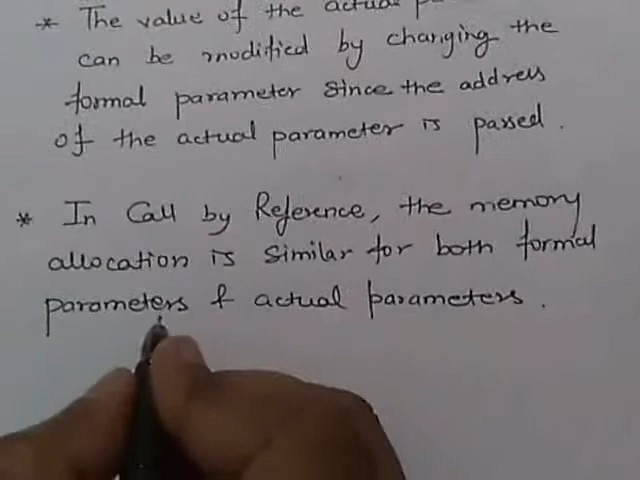 * The value of the actual
can be modified by changing the
formal parameter since the address
of the actual parameter is passed.
* In Call by Reference, the memory
allocation is similar for both formal
parameters & actual parameters.